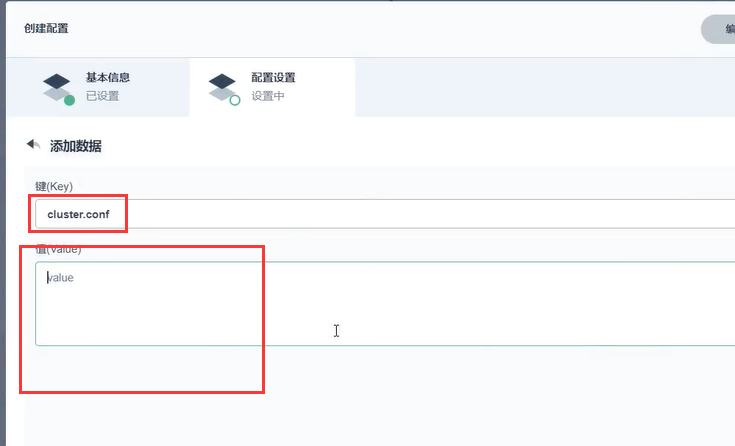 创建配置
编
基本信息
已设置
配置设置
设置中
添加数据
键(Key)
cluster.conf
值(Value)
value